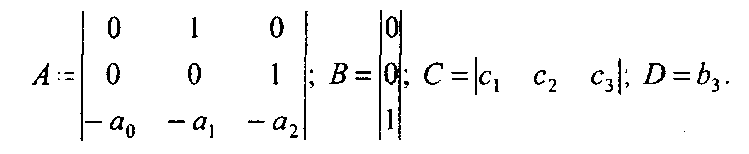 A = | 0 1 0 ; 0 0 1 ; −a₀ −a₁ −a₂ | ; B = | 0 ; 0 ; 1 | ; C = | c₁ c₂ c₃ | ; D = b₃ .